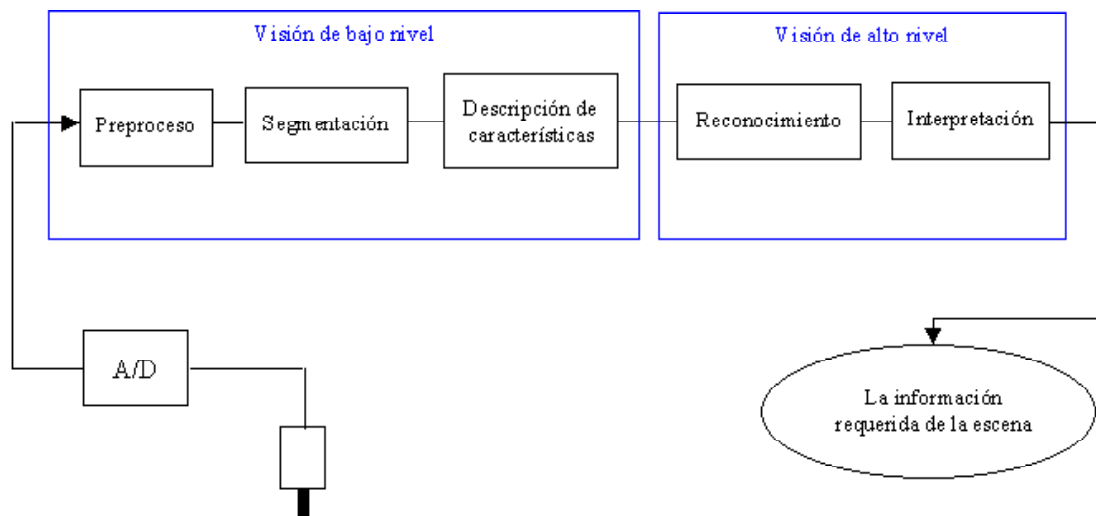 Visión de bajo nivel
Visión de alto nivel
Preproceso
Segmentación
Descripción de
características
Reconocimiento
Interpretación
A/D
La información
requerida de la escena